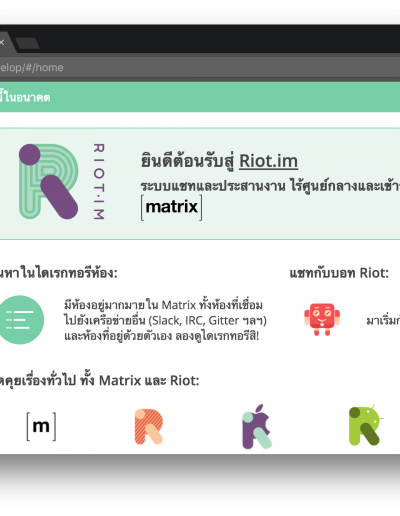 elop/#/home
นี้ในอนาคต
RIOT.IM
ยินดีต้อนรับสู่ Riot.im
ระบบแชทและประสานงาน ไร้ศูนย์กลางและเข้าร
[matrix]
นหาในไดเรกทอรีห้อง:
แชทกับบอท Riot:
มีห้องอยู่มากมายใน Matrix ทั้งห้องที่เชื่อม
ไปยังเครือข่ายอื่น (Slack, IRC, Gitter ฯลฯ)
และห้องที่อยู่ด้วยตัวเอง ลองดูไดเรกทอรีสิ!
มาเริ่มก
ดคุยเรื่องทั่วไป ทั้ง Matrix และ Riot:
[m]